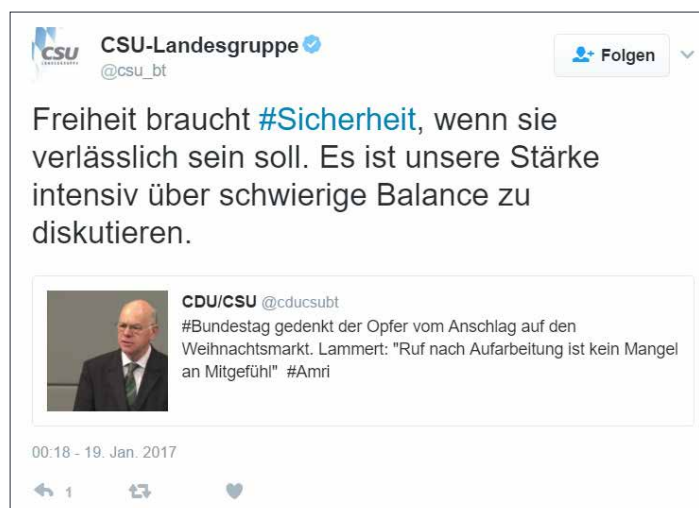 CSU
LANDESGRUPPE
CSU-Landesgruppe
@csu_bt
Folgen
Freiheit braucht #Sicherheit, wenn sie
verlässlich sein soll. Es ist unsere Stärke
intensiv über schwierige Balance zu
diskutieren.
CDU/CSU @cducsubt
#Bundestag gedenkt der Opfer vom Anschlag auf den
Weihnachtsmarkt. Lammert: "Ruf nach Aufarbeitung ist kein Mangel
an Mitgefühl" #Amri
00:18 - 19. Jan. 2017
1